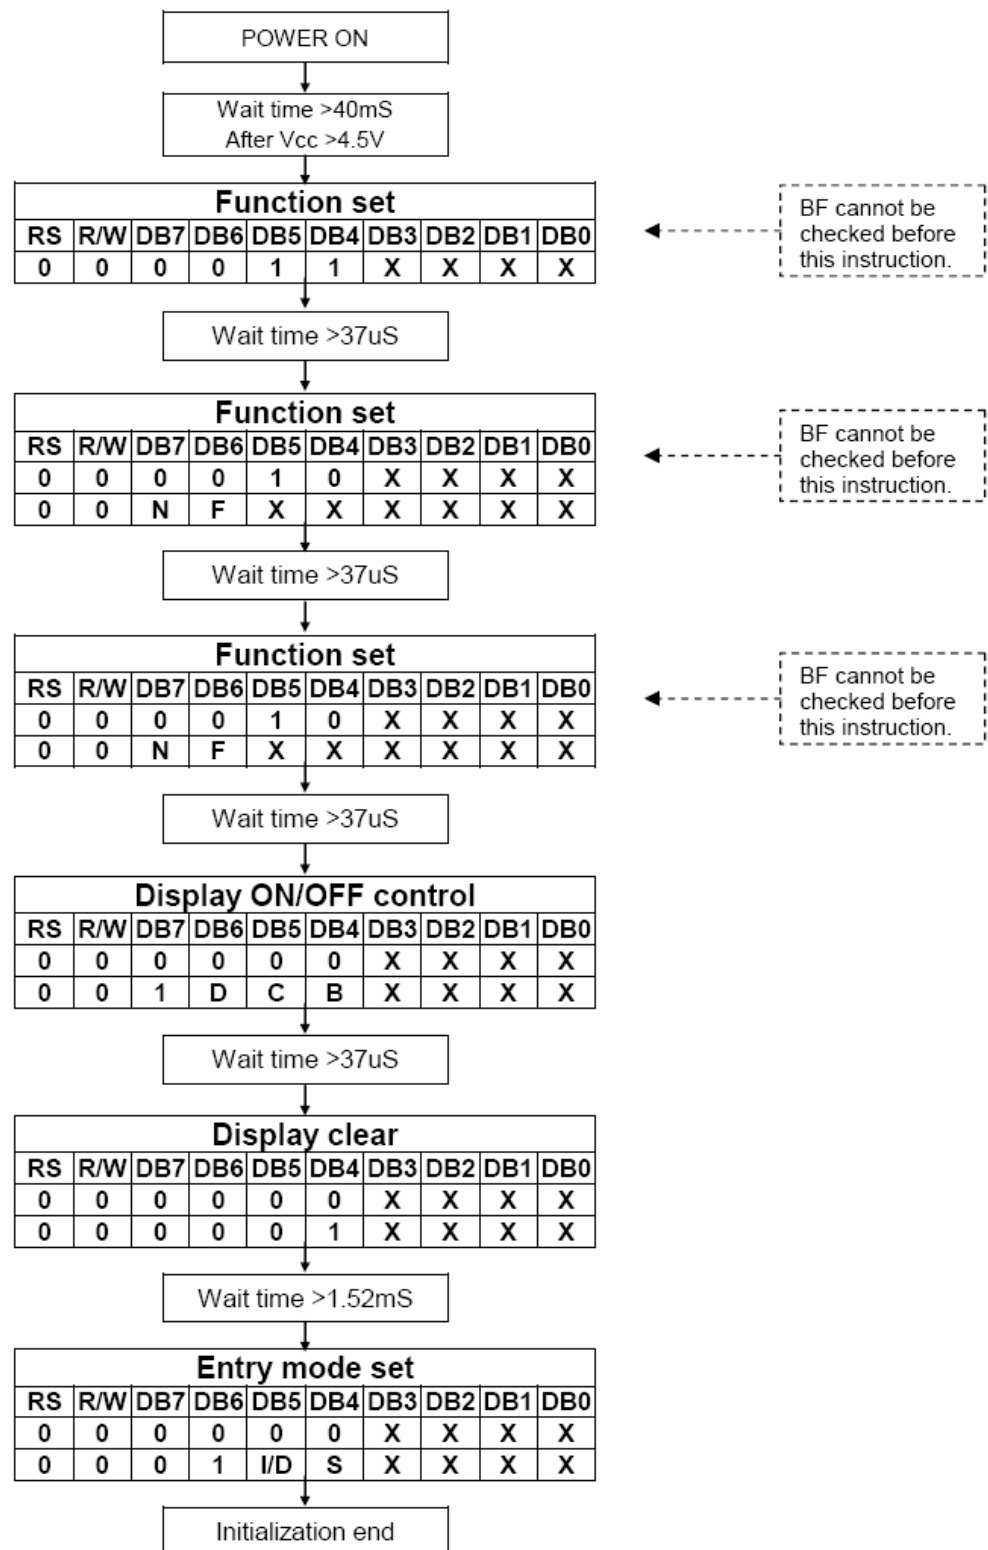 POWER ON
Wait time >40mS
After Vcc >4.5V
Function set
RS R/W DB7 DB6 DB5 DB4 DB3 DB2 DB1 DB0
0 0 0 0 1 1 X X X X
BF cannot be
checked before
this instruction.
Wait time >37uS
Function set
RS R/W DB7 DB6 DB5 DB4 DB3 DB2 DB1 DB0
0 0 0 0 1 0 X X X X
0 0 N F X X X X X X
BF cannot be
checked before
this instruction.
Wait time >37uS
Function set
RS R/W DB7 DB6 DB5 DB4 DB3 DB2 DB1 DB0
0 0 0 0 1 0 X X X X
0 0 N F X X X X X X
BF cannot be
checked before
this instruction.
Wait time >37uS
Display ON/OFF control
RS R/W DB7 DB6 DB5 DB4 DB3 DB2 DB1 DB0
0 0 0 0 0 0 X X X X
0 0 1 D C B X X X X
Wait time >37uS
Display clear
RS R/W DB7 DB6 DB5 DB4 DB3 DB2 DB1 DB0
0 0 0 0 0 0 X X X X
0 0 0 0 0 1 X X X X
Wait time >1.52mS
Entry mode set
RS R/W DB7 DB6 DB5 DB4 DB3 DB2 DB1 DB0
0 0 0 0 0 0 X X X X
0 0 0 1 I/D S X X X X
Initialization end